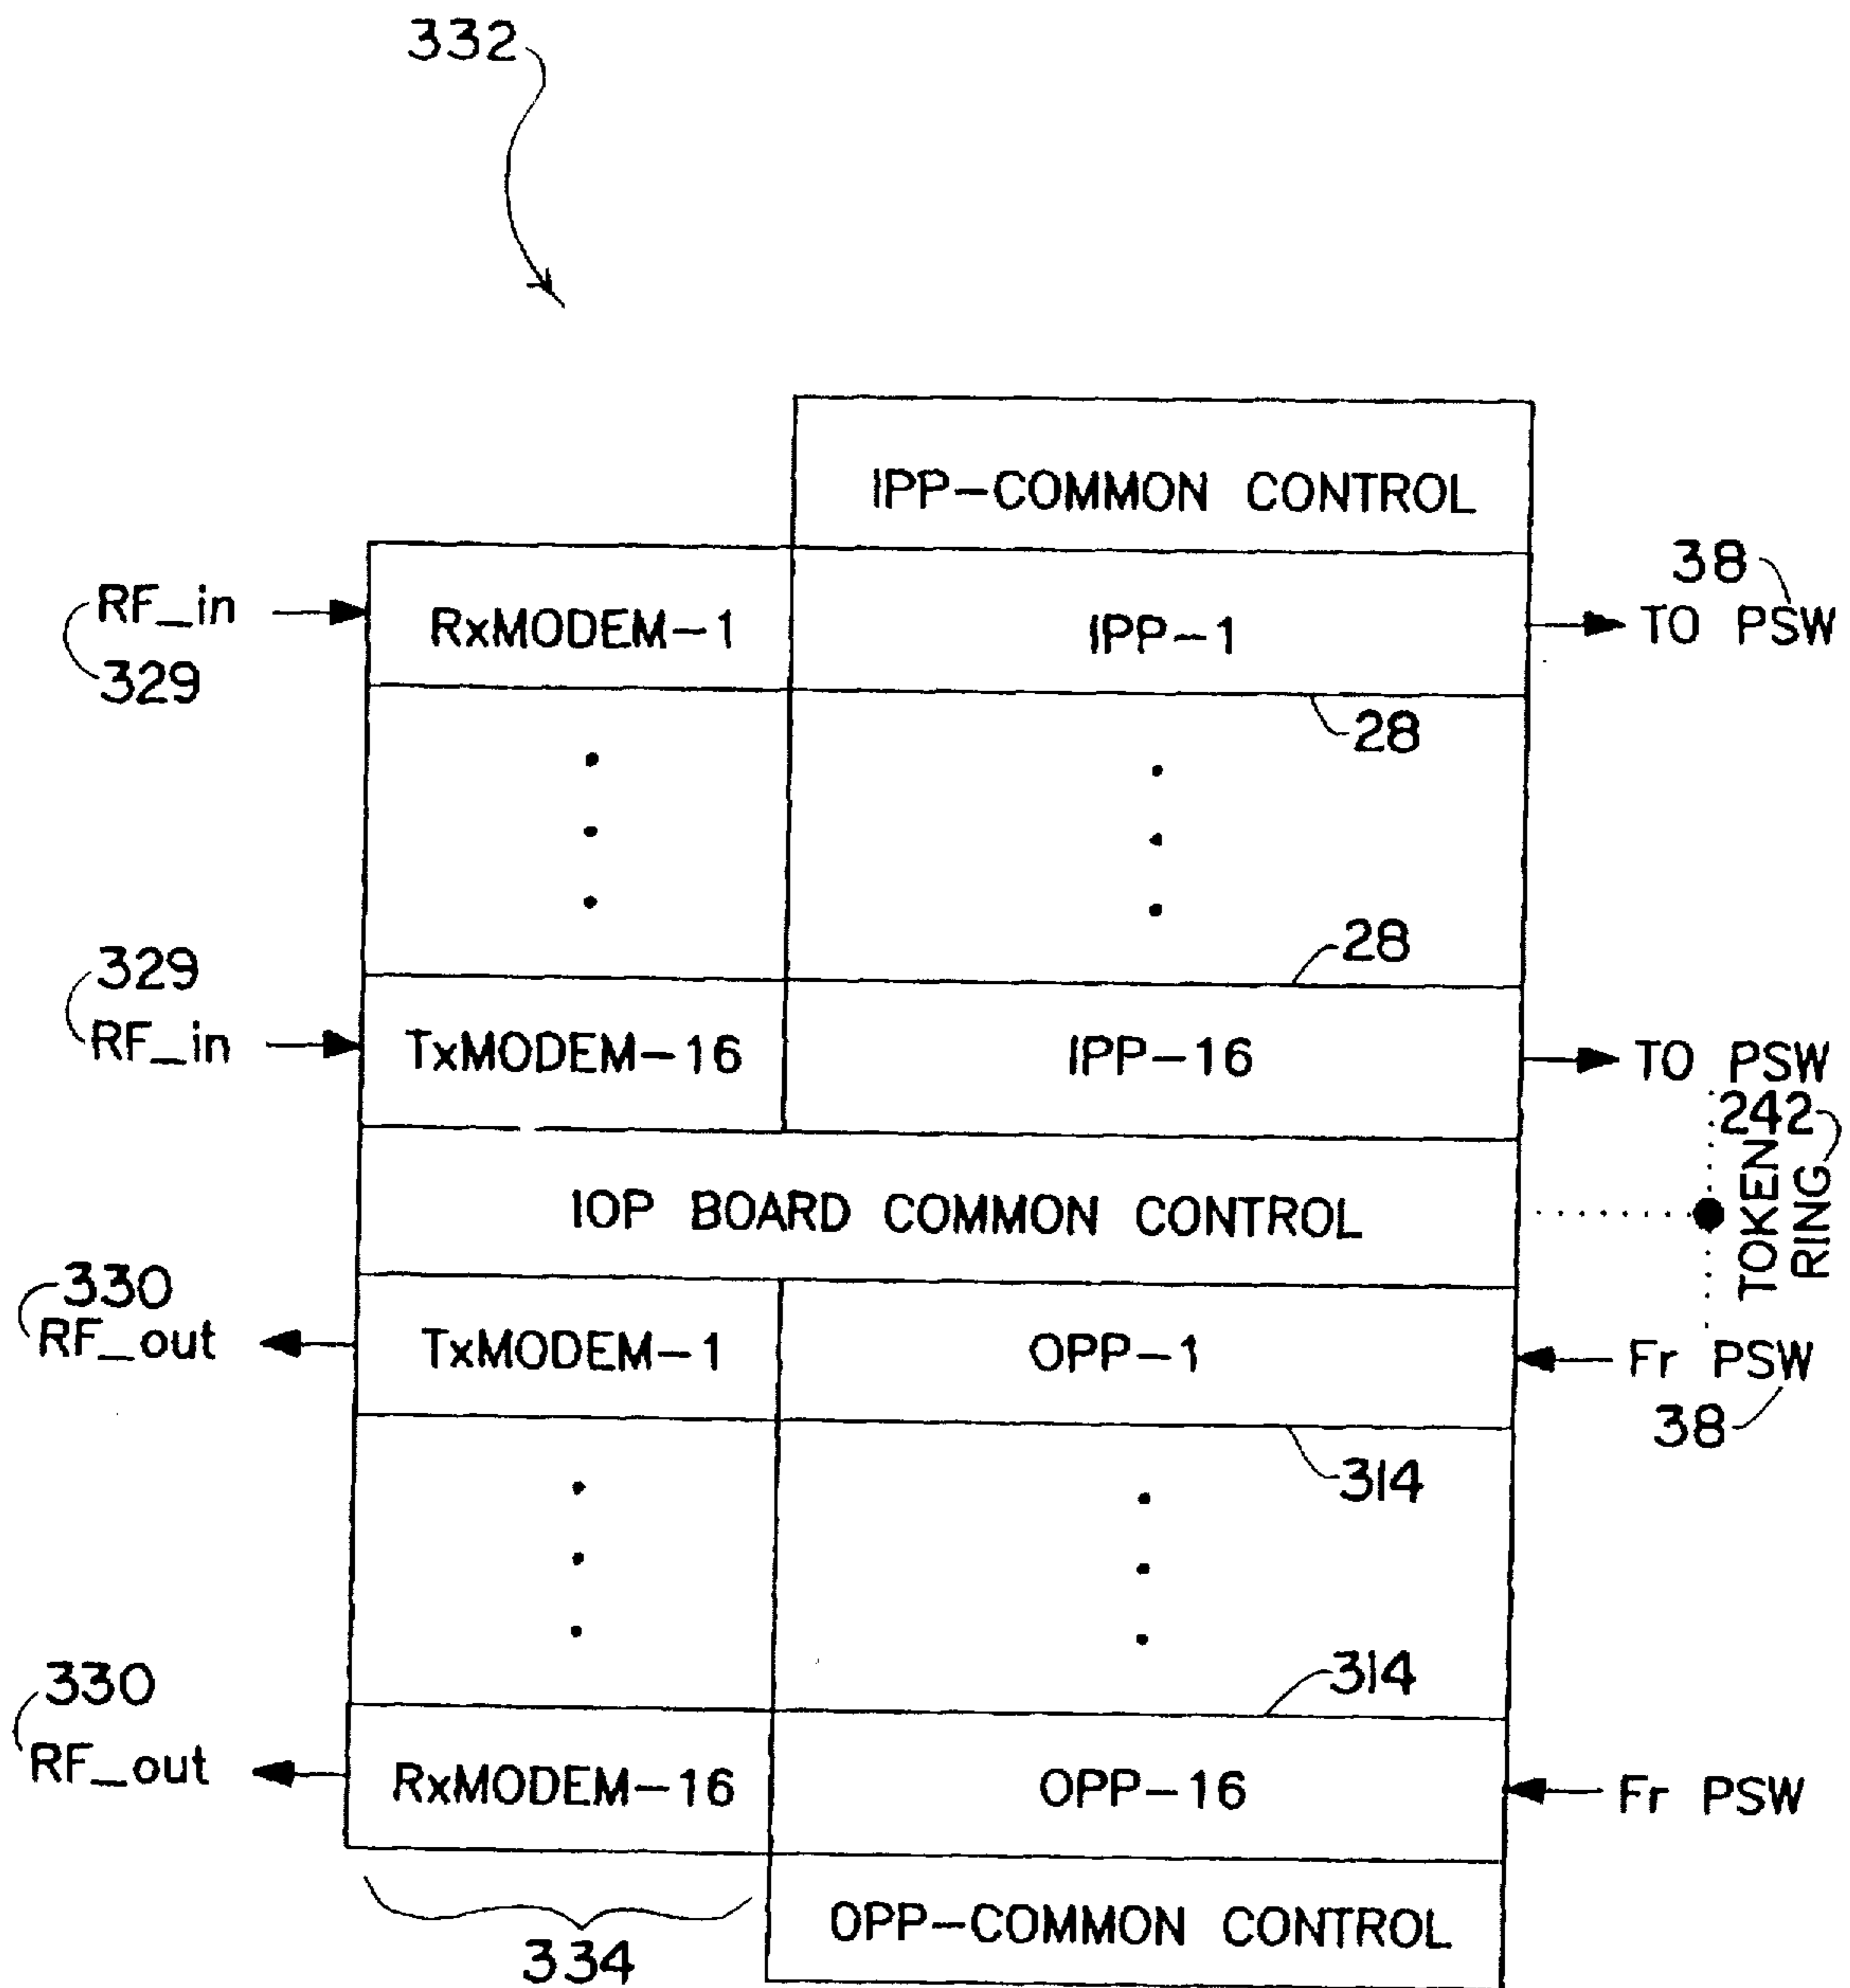 332
IPP-COMMON CONTROL
RF_in
329
RxMODEM-1
IPP-1
38
TO PSW
28
28
329
RF_in
TxMODEM-16
IPP-16
TO PSW
242
TOKEN
RING
IOP BOARD COMMON CONTROL
330
RF_out
TxMODEM-1
OPP-1
Fr PSW
38
314
314
330
RF_out
RxMODEM-16
OPP-16
Fr PSW
334
OPP-COMMON CONTROL